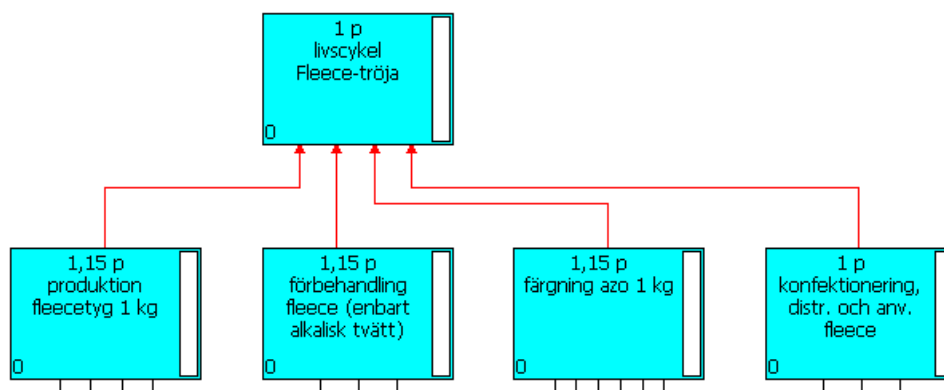 1 p
livscykel
Fleece-tröja
0
1,15 p
produktion
fleecetyg 1 kg
0
1,15 p
förbehandling
fleece (enbart
alkalisk tvätt)
0
1,15 p
färgning azo 1 kg
0
1 p
konfektionering,
distr. och anv.
fleece
0